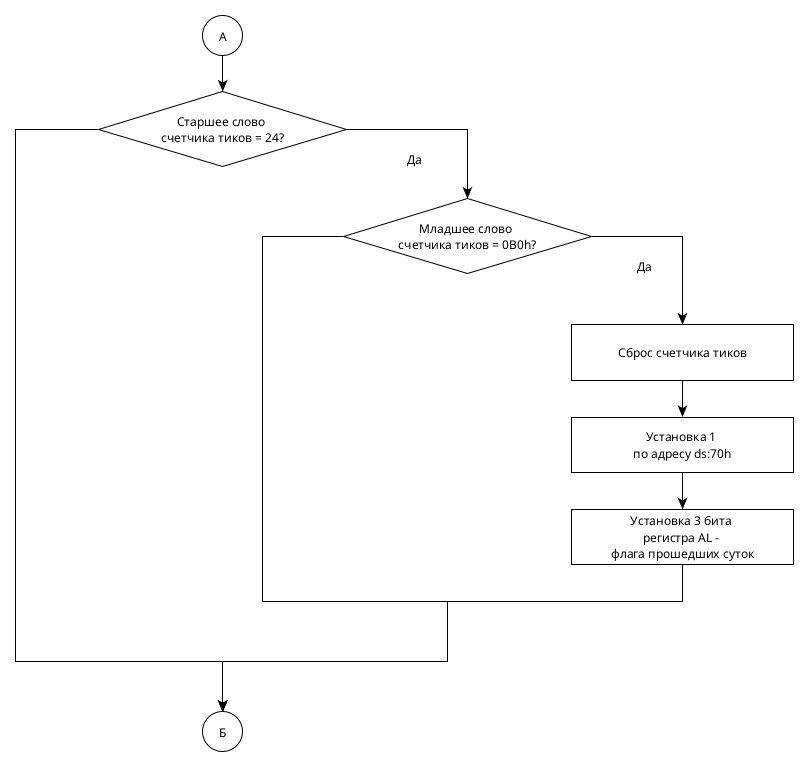 А
Старшее слово
счетчика тиков = 24?
Да
Младшее слово
счетчика тиков = 0B0h?
Да
Сброс счетчика тиков
Установка 1
по адресу ds:70h
Установка 3 бита
регистра AL -
флага прошедших суток
Б